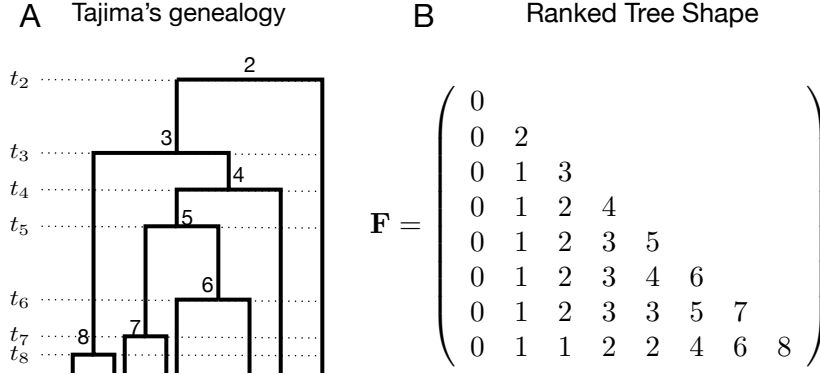 A Tajima's genealogy
B Ranked Tree Shape
2
t₂
3
t₃
4
t₄
5
t₅
6
t₆
7
t₇
8
t₈
F =
0
0 2
0 1 3
0 1 2 4
0 1 2 3 5
0 1 2 3 4 6
0 1 2 3 3 5 7
0 1 1 2 2 4 6 8